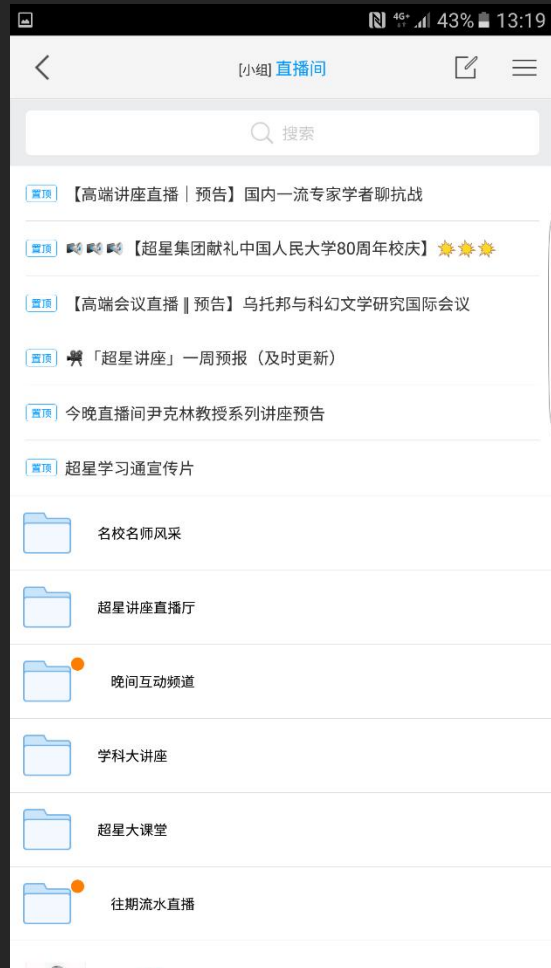 4G+ 43% 13:19
[小组] 直播间
搜索
置顶 【高端讲座直播｜预告】国内一流专家学者聊抗战
置顶 【超星集团献礼中国人民大学80周年校庆】
置顶 【高端会议直播 ‖ 预告】乌托邦与科幻文学研究国际会议
置顶 「超星讲座」一周预报（及时更新）
置顶 今晚直播间尹克林教授系列讲座预告
置顶 超星学习通宣传片
名校名师风采
超星讲座直播厅
晚间互动频道
学科大讲座
超星大课堂
往期流水直播